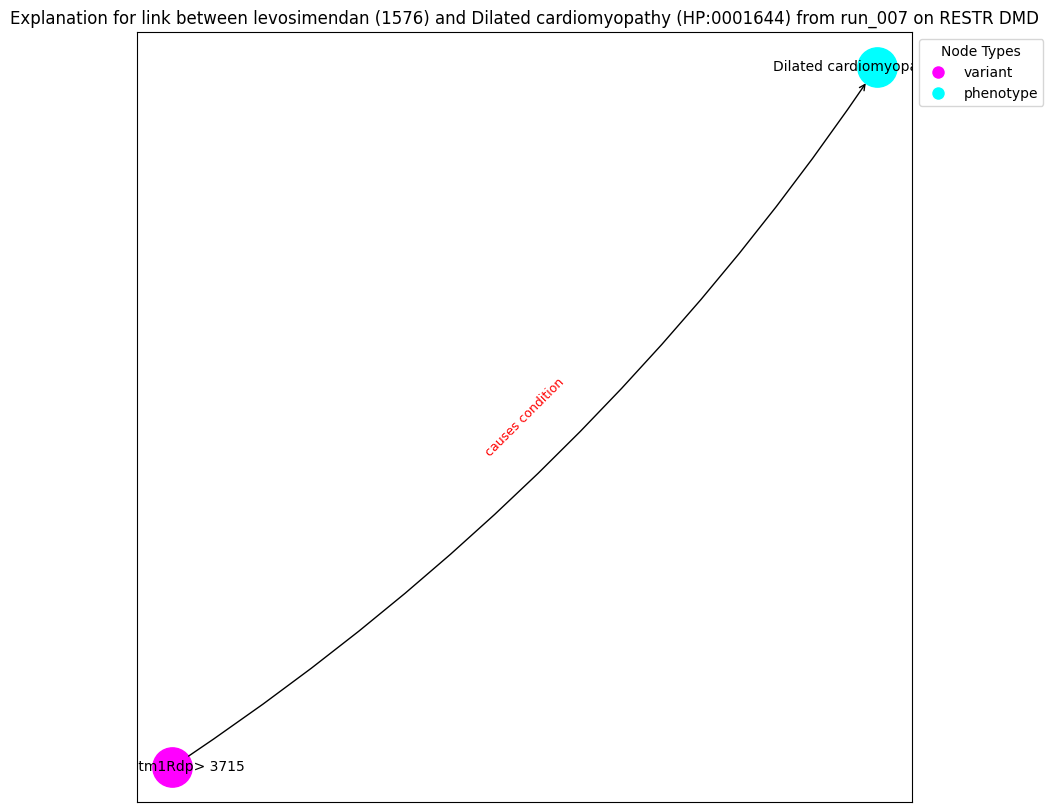 Explanation for link between levosimendan (1576) and Dilated cardiomyopathy (HP:0001644) from run_007 on RESTR DMD
Node Types
variant
phenotype
Dilated cardiomyopa
causes condition
tm1Rdp> 3715